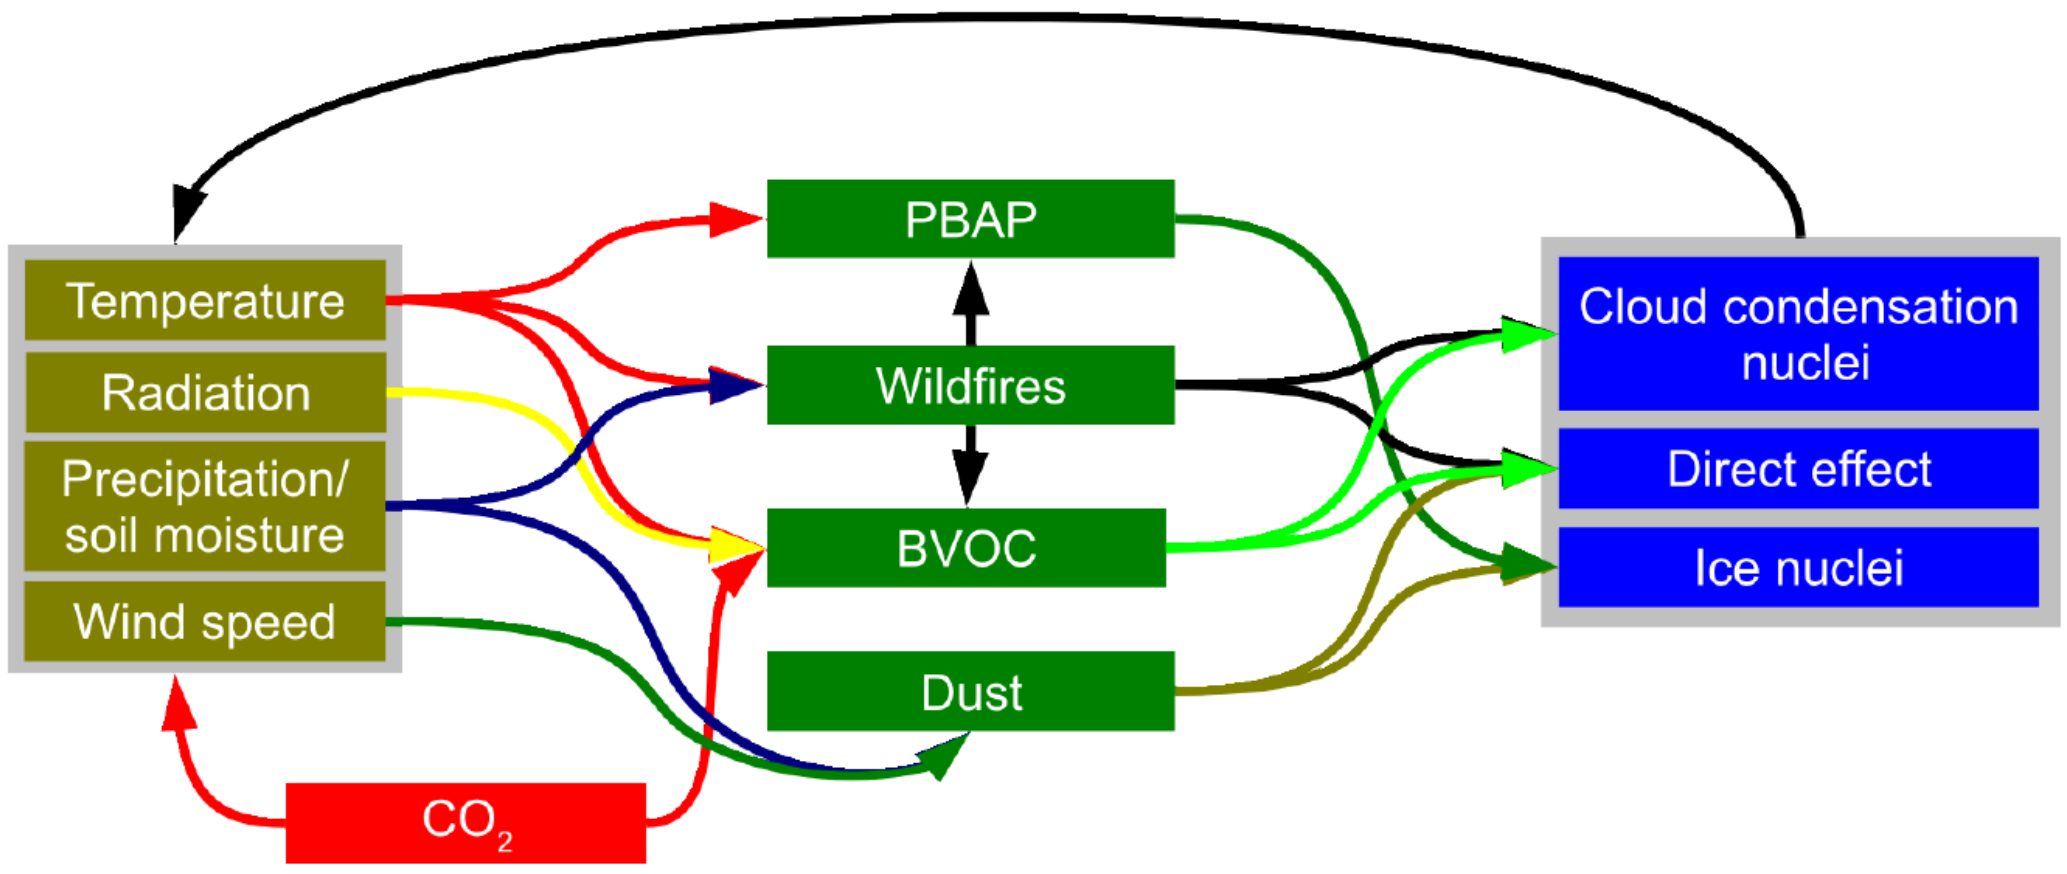 Temperature
Radiation
Precipitation/
soil moisture
Wind speed
CO₂
PBAP
Wildfires
BVOC
Dust
Cloud condensation
nuclei
Direct effect
Ice nuclei